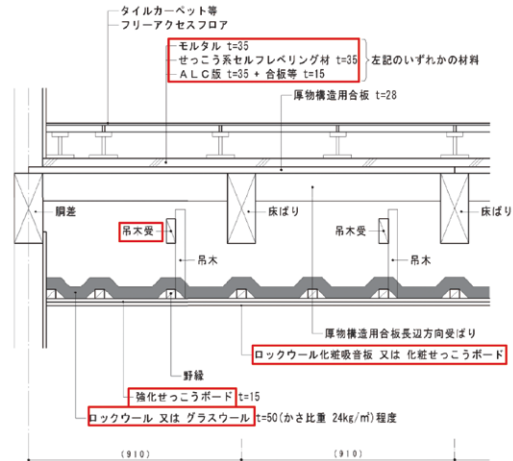 タイルカーペット等
フリーアクセスフロア
モルタル t=35
せっこう系セルフレベリング材 t=35
ALC版 t=35 + 合板等 t=15
左記のいずれかの材料
厚物構造用合板 t=28
胴差
床ばり
床ばり
吊木受
吊木受
吊木
吊木
厚物構造用合板長辺方向受ばり
ロックウール化粧吸音板 又は 化粧せっこうボード
野縁
強化せっこうボード t=15
ロックウール 又は グラスウール t=50(かさ比重 24kg/㎥)程度
(910)
(910)